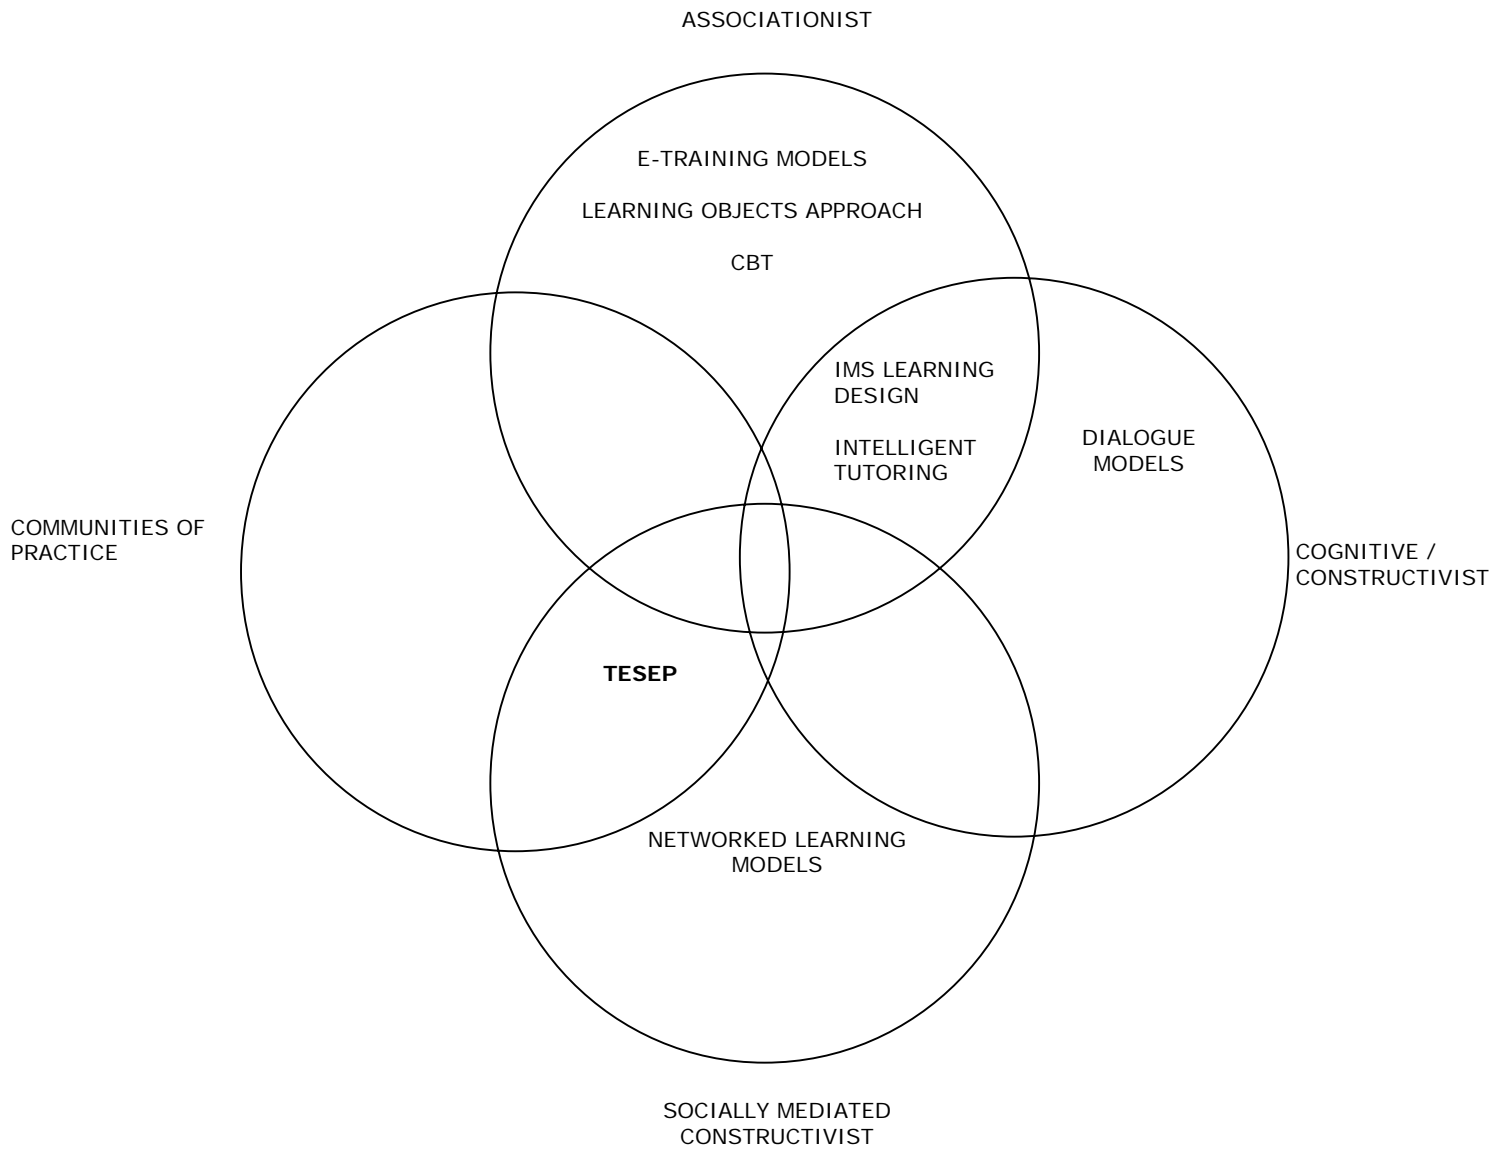 ASSOCIATIONIST
E-TRAINING MODELS
LEARNING OBJECTS APPROACH
CBT
IMS LEARNING
DESIGN
INTELLIGENT
TUTORING
DIALOGUE
MODELS
COMMUNITIES OF
PRACTICE
COGNITIVE /
CONSTRUCTIVIST
TESEP
NETWORKED LEARNING
MODELS
SOCIALLY MEDIATED
CONSTRUCTIVIST